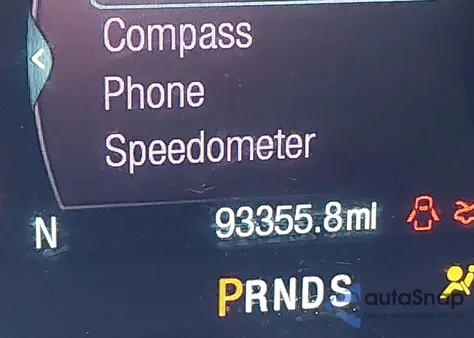 Compass
Phone
Speedometer
N 93355.8mi
PRNDS
autoSnap